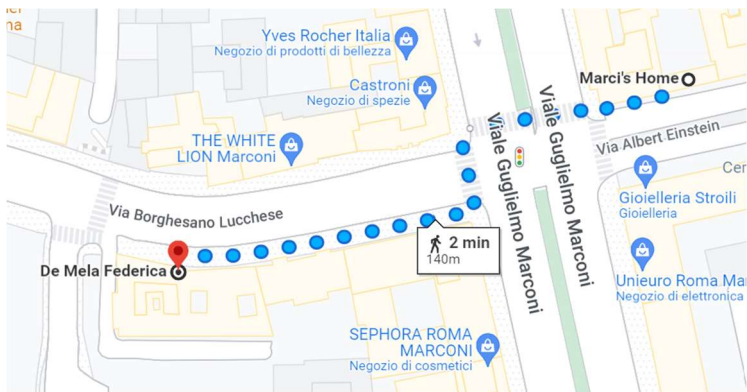 na
Yves Rocher Italia
Negozio di prodotti di bellezza
Castroni
Negozio di spezie
Marci's Home
THE WHITE
LION Marconi
Viale Guglielmo Marconi
Viale Guglielmo Marconi
Via Albert Einstein
Cer
Gioielleria Stroili
Gioielleria
Via Borghesano Lucchese
2 min
140m
De Mela Federica
Unieuro Roma Ma
Negozio di elettronica
SEPHORA ROMA
MARCONI
Negozio di cosmetici